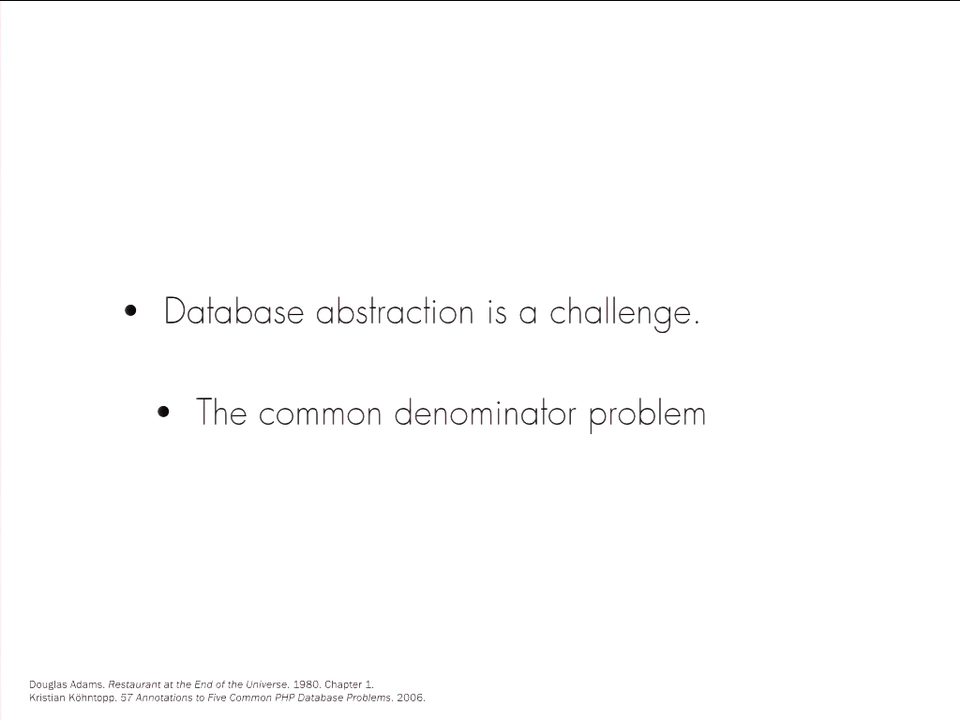 • Database abstraction is a challenge.
• The common denominator problem
Douglas Adams. Restaurant at the End of the Universe. 1980. Chapter 1.
Kristian Köhntopp. 57 Annotations to Five Common PHP Database Problems. 2006.